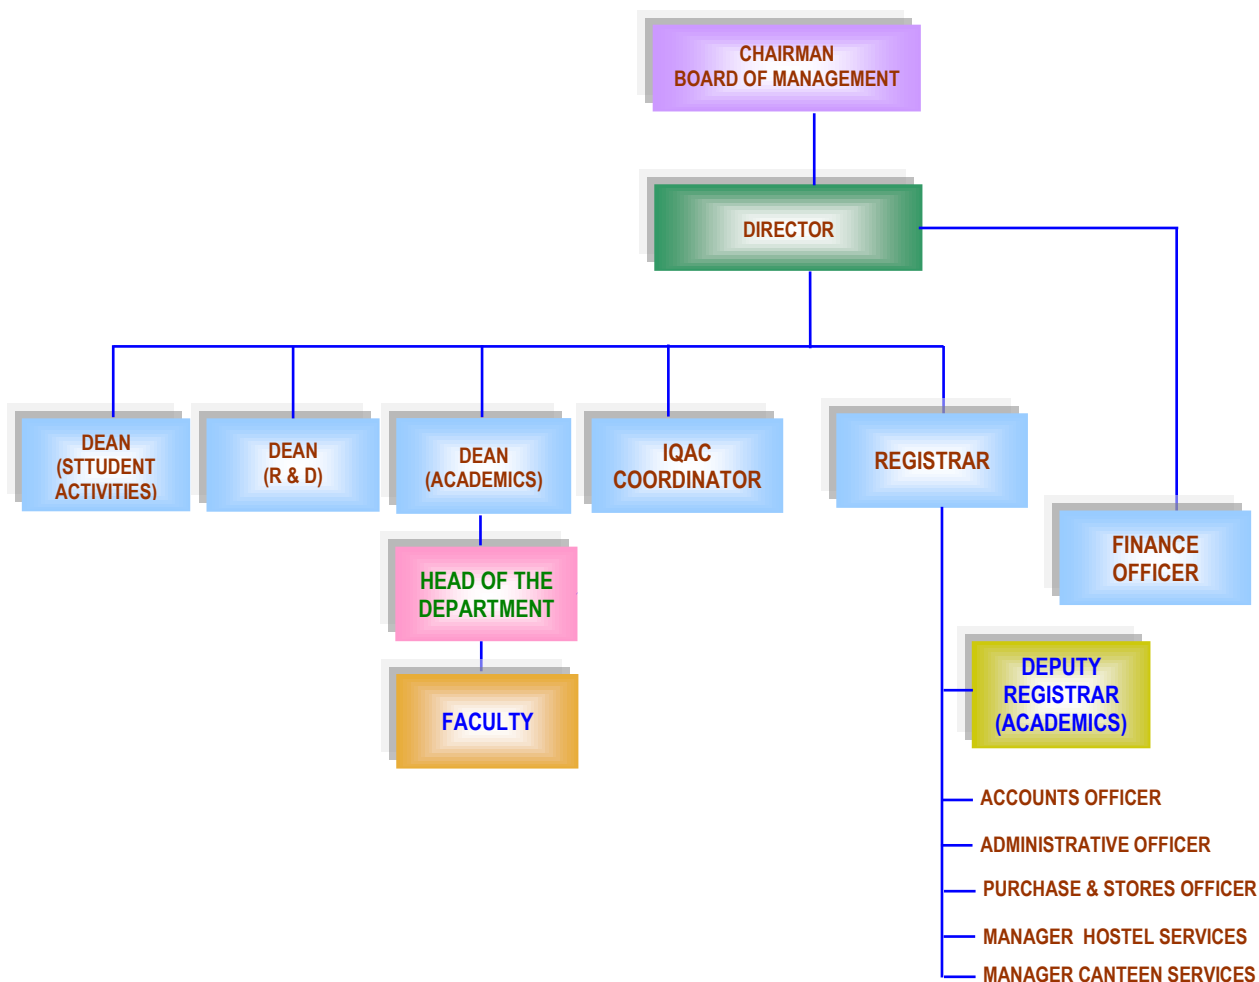 CHAIRMAN
BOARD OF MANAGEMENT
DIRECTOR
DEAN
(STTUDENT
ACTIVITIES)
DEAN
(R & D)
DEAN
(ACADEMICS)
IQAC
COORDINATOR
REGISTRAR
FINANCE
OFFICER
HEAD OF THE
DEPARTMENT
FACULTY
DEPUTY
REGISTRAR
(ACADEMICS)
ACCOUNTS OFFICER
ADMINISTRATIVE OFFICER
PURCHASE & STORES OFFICER
MANAGER HOSTEL SERVICES
MANAGER CANTEEN SERVICES